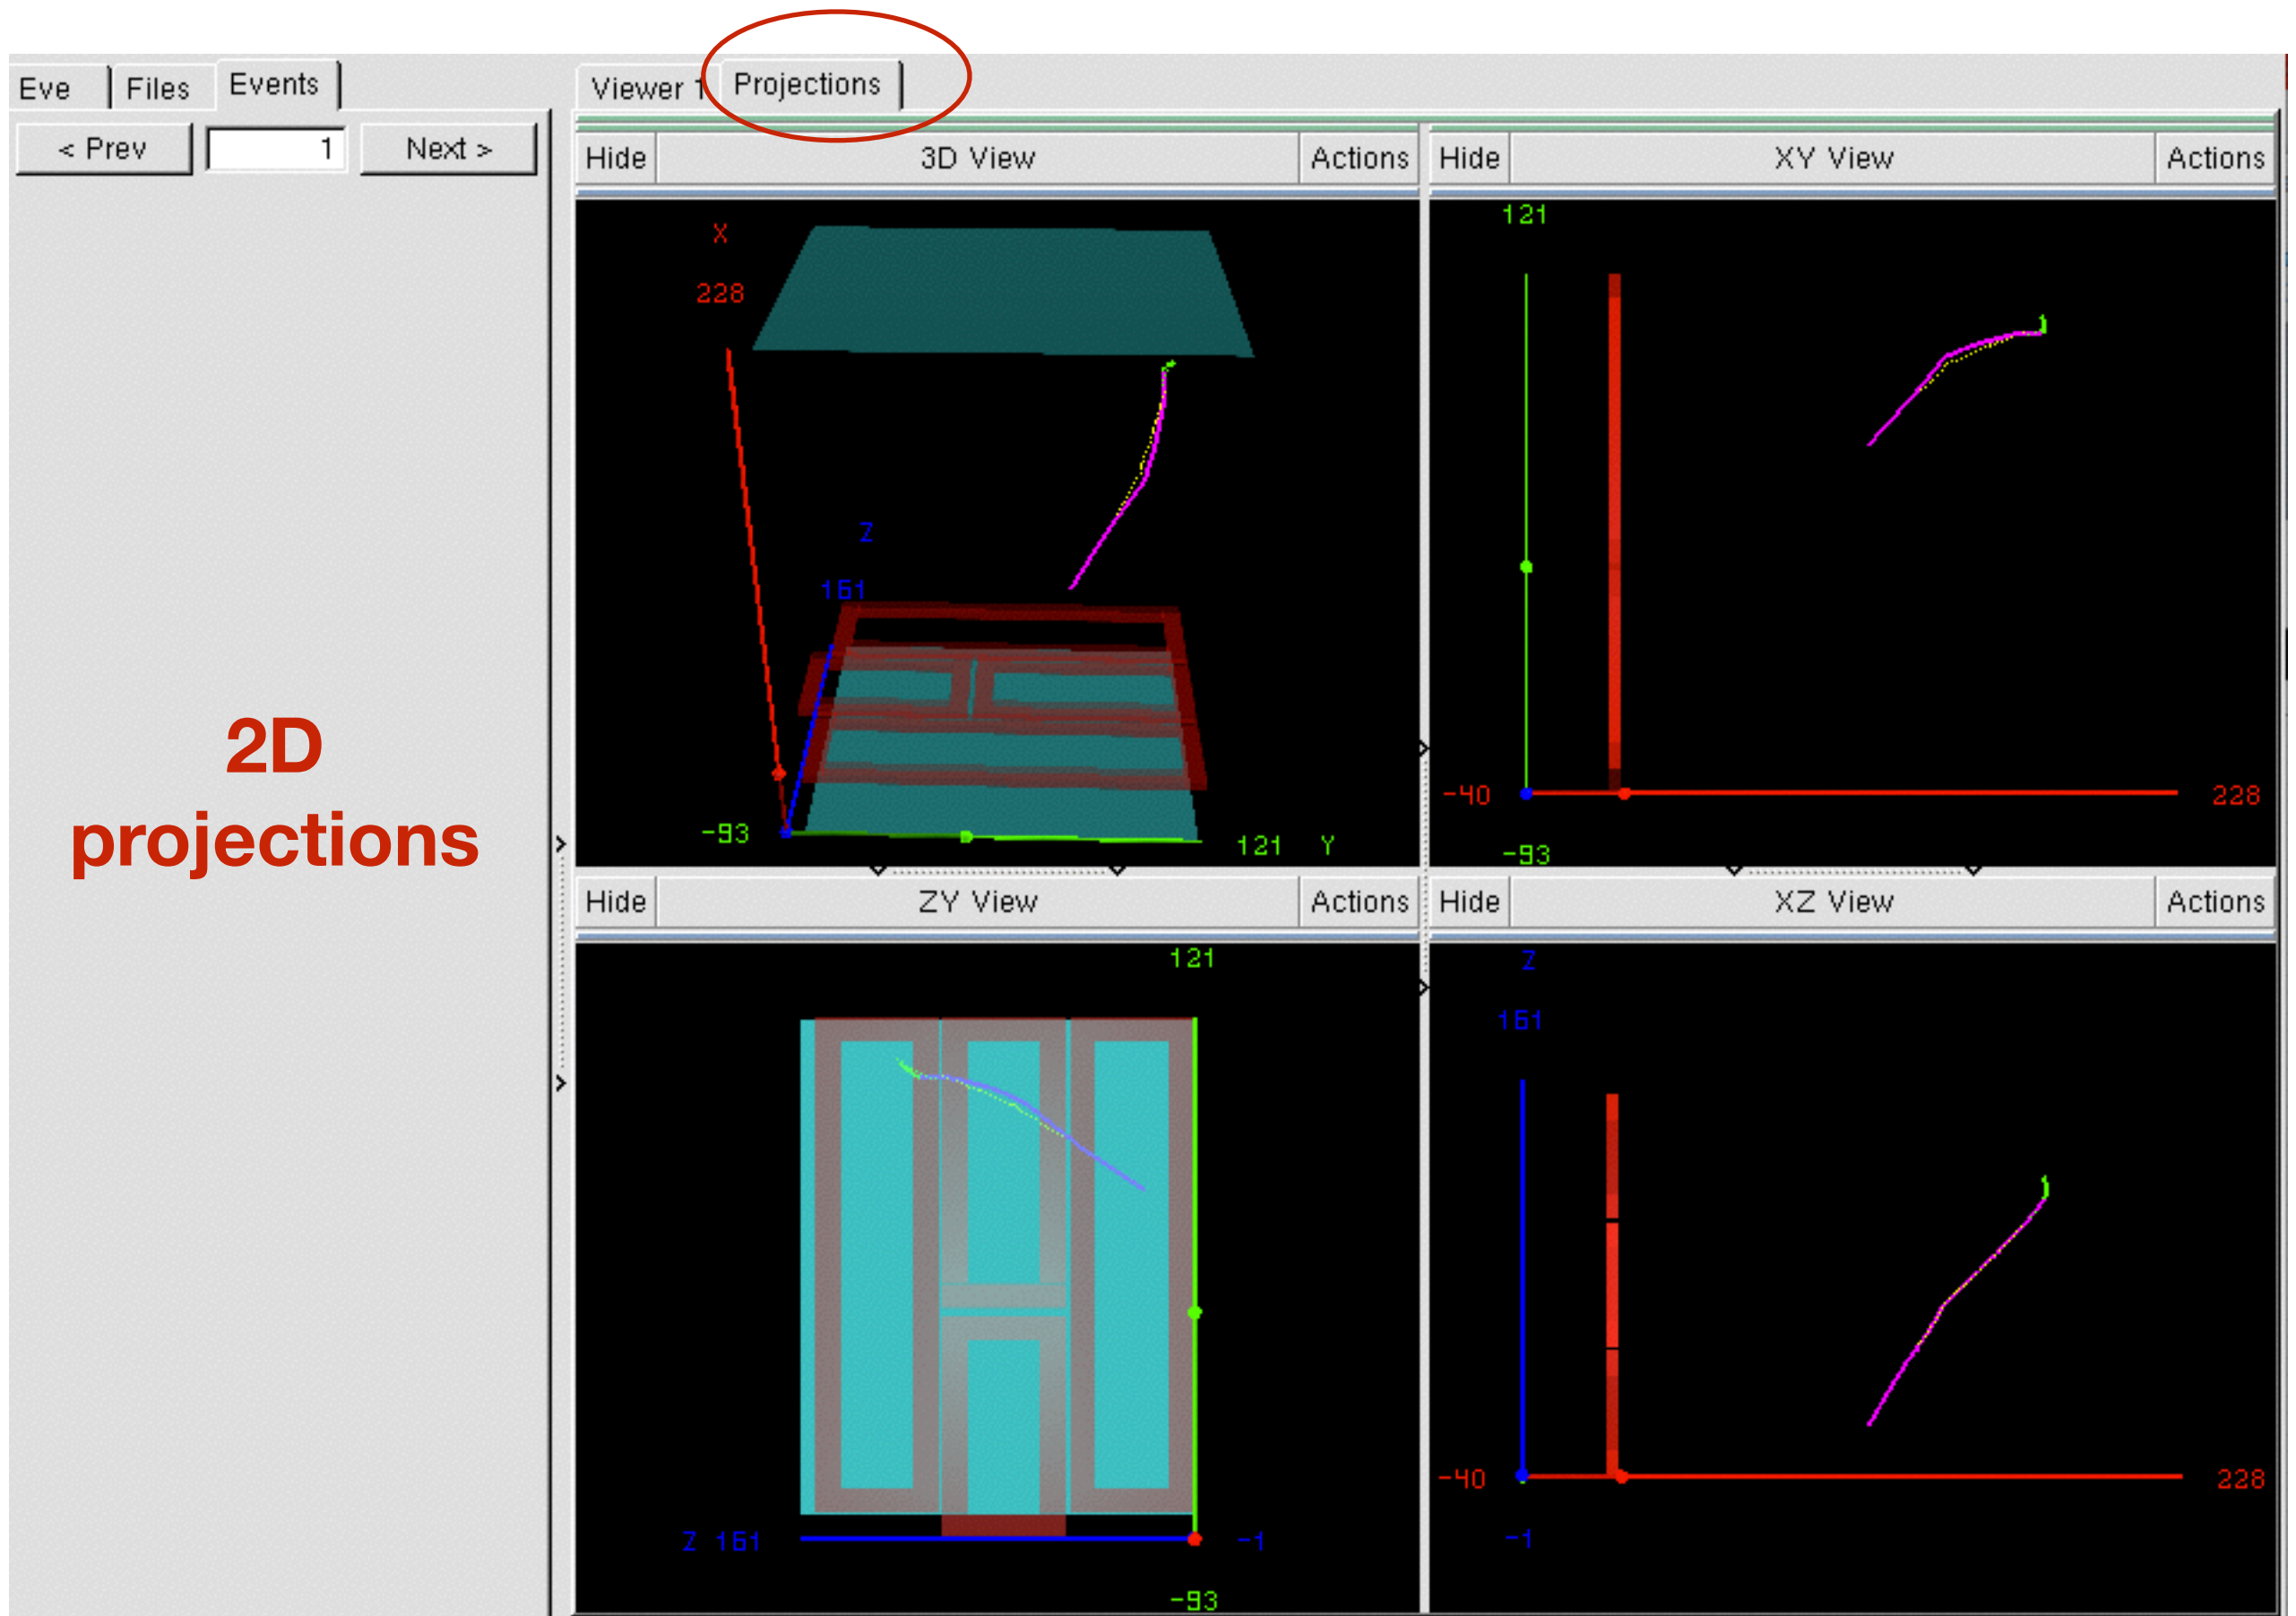 Eve Files Events
Viewer 1 Projections
< Prev 1 Next >
Hide 3D View Actions
Hide XY View Actions
X
228
Z
161
-93
121 Y
121
-40
228
-93
2D
projections
Hide ZY View Actions
Hide XZ View Actions
121
Z 161
-1
-93
Z
161
-40
228
-1